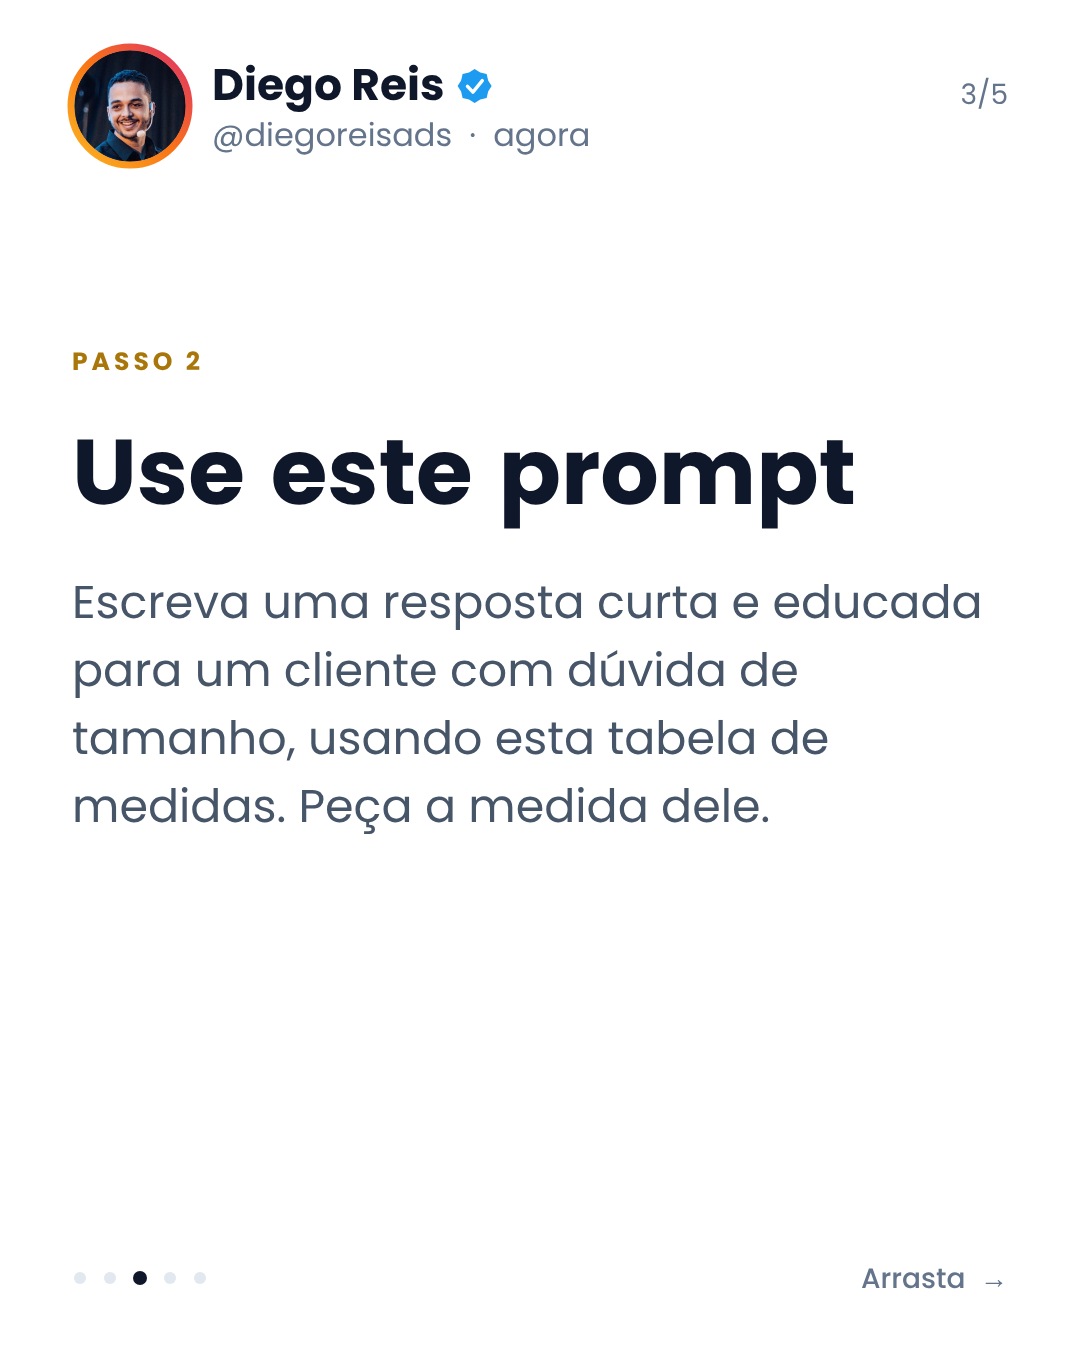 Diego Reis
@diegoreisads · agora
3/5
PASSO 2
Use este prompt
Escreva uma resposta curta e educada
para um cliente com dúvida de
tamanho, usando esta tabela de
medidas. Peça a medida dele.
Arrasta →